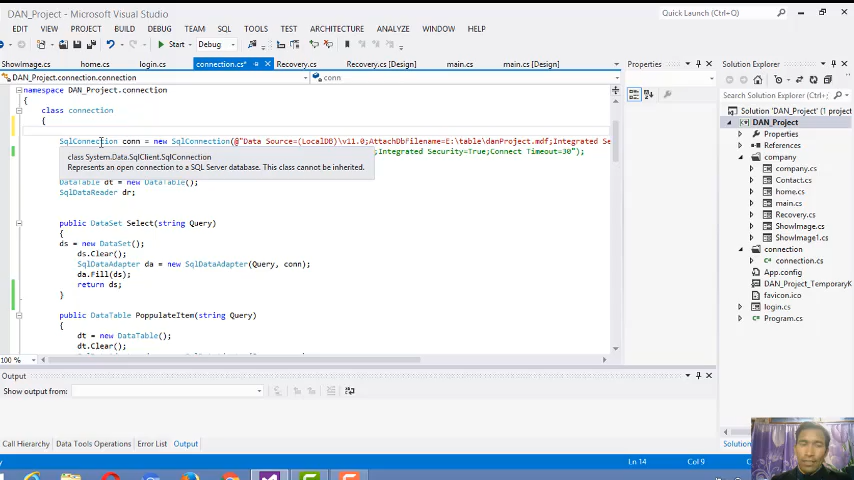 DAN_Project - Microsoft Visual Studio
Quick Launch (Ctrl+Q)
FILE EDIT VIEW PROJECT BUILD DEBUG TEAM SQL TOOLS TEST ARCHITECTURE ANALYZE WINDOW HELP
Start Debug
ShowImage.cs home.cs login.cs connection.cs* Recovery.cs Recovery.cs [Design] main.cs main.cs [Design]
Properties
Solution Explorer
DAN_Project.connection.connection
conn
Search Solution Explorer
namespace DAN_Project.connection
{
class connection
{
SqlConnection conn = new SqlConnection(@"Data Source=(LocalDB)\v11.0;AttachDbFilename=E:\table\danProject.mdf;Integrated Se
;Integrated Security=True;Connect Timeout=30");
class System.Data.SqlClient.SqlConnection
Represents an open connection to a SQL Server database. This class cannot be inherited.
DataTable dt = new DataTable();
SqlDataReader dr;
public DataSet Select(string Query)
{
ds = new DataSet();
ds.Clear();
SqlDataAdapter da = new SqlDataAdapter(Query, conn);
da.Fill(ds);
return ds;
}
public DataTable PoppulateItem(string Query)
{
dt = new DataTable();
dt.Clear();
100 %
Solution 'DAN_Project' (1 project)
DAN_Project
Properties
References
company
company.cs
Contact.cs
home.cs
main.cs
Recovery.cs
ShowImage.cs
ShowImage1.cs
connection
connection.cs
App.config
DAN_Project_TemporaryK
favicon.ico
login.cs
Program.cs
Output
Show output from:
Call Hierarchy Data Tools Operations Error List Output
Ln 14 Col 9